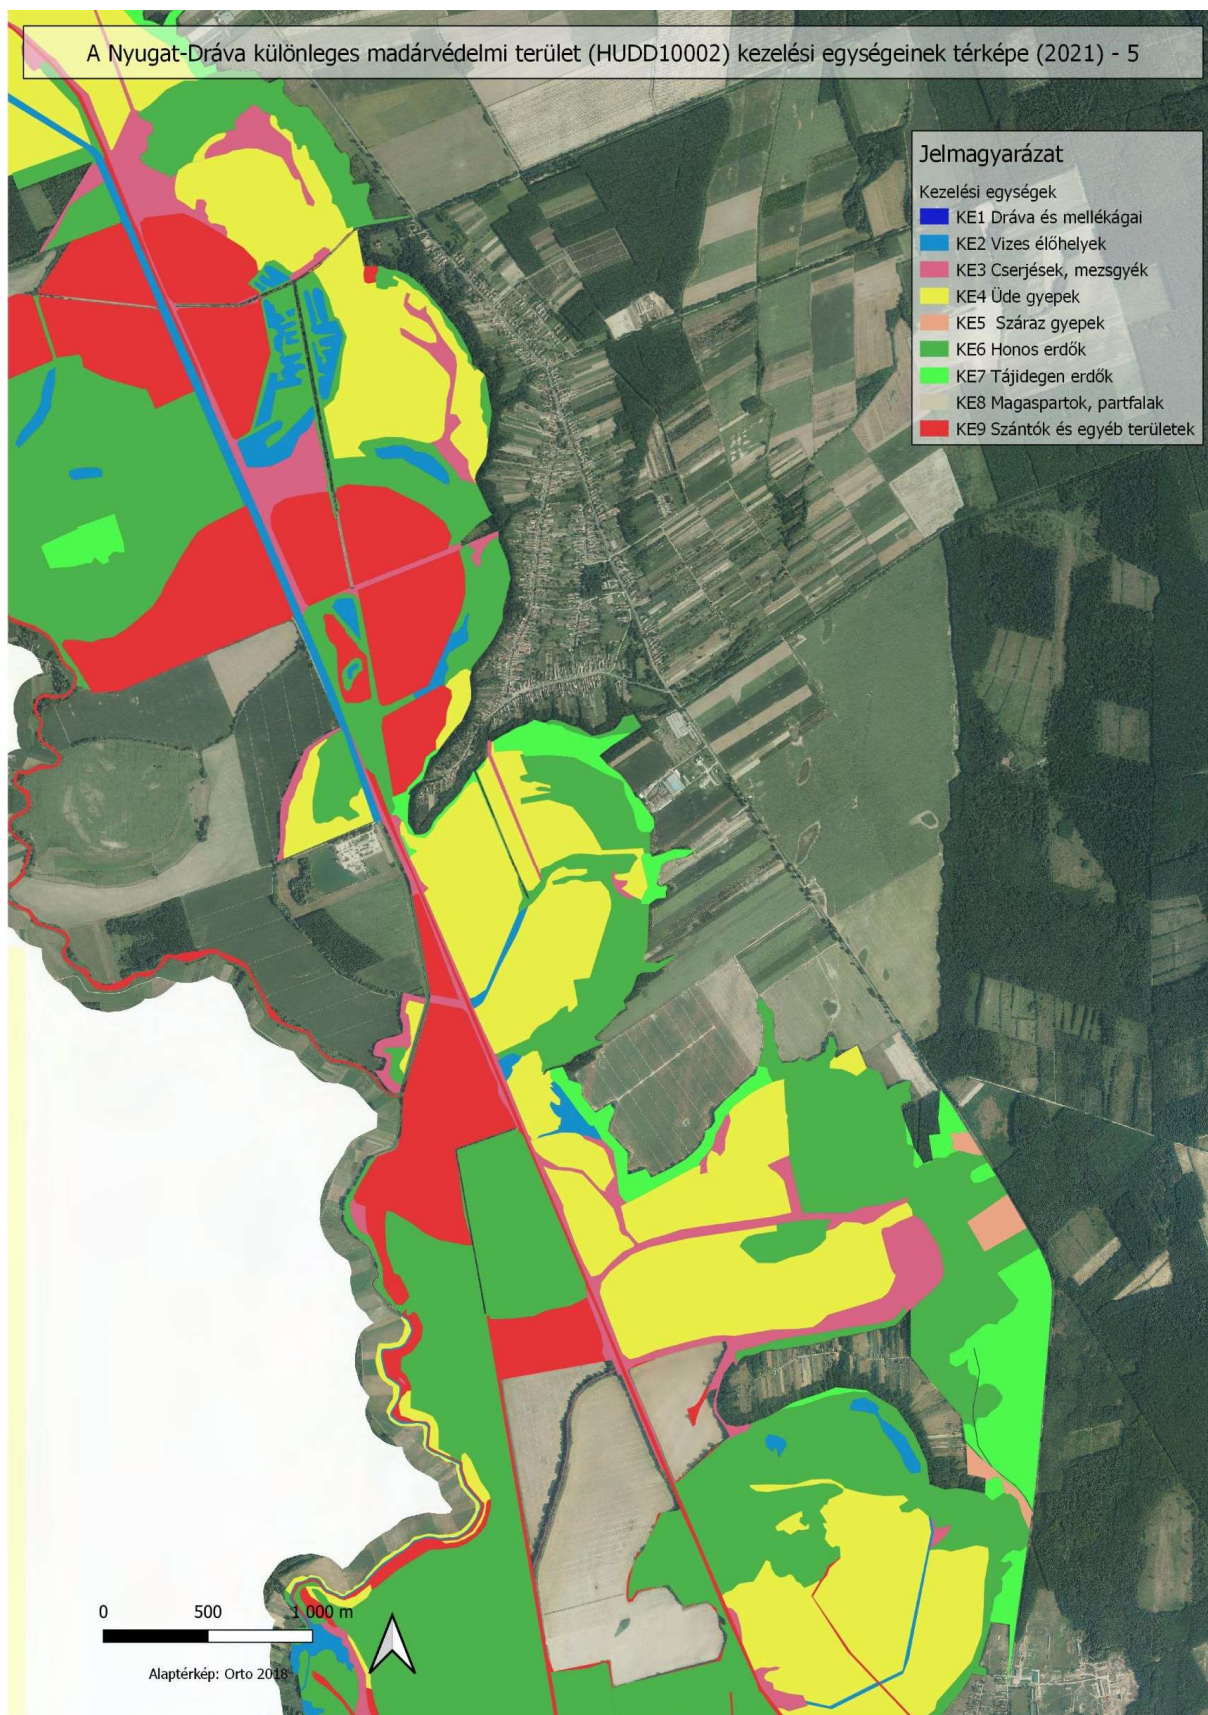 A Nyugat-Dráva különleges madárvédelmi terület (HUDD10002) kezelési egységeinek térképe (2021) - 5
Jelmagyarázat
Kezelési egységek
KE1 Dráva és mellékágai
KE2 Vizes élőhelyek
KE3 Cserjések, mezsgyék
KE4 Üde gyepek
KE5 Száraz gyepek
KE6 Honos erdők
KE7 Tájidegen erdők
KE8 Magaspartok, partfalak
KE9 Szántók és egyéb területek
0 500 1 000 m
Alaptérkép: Orto 2018